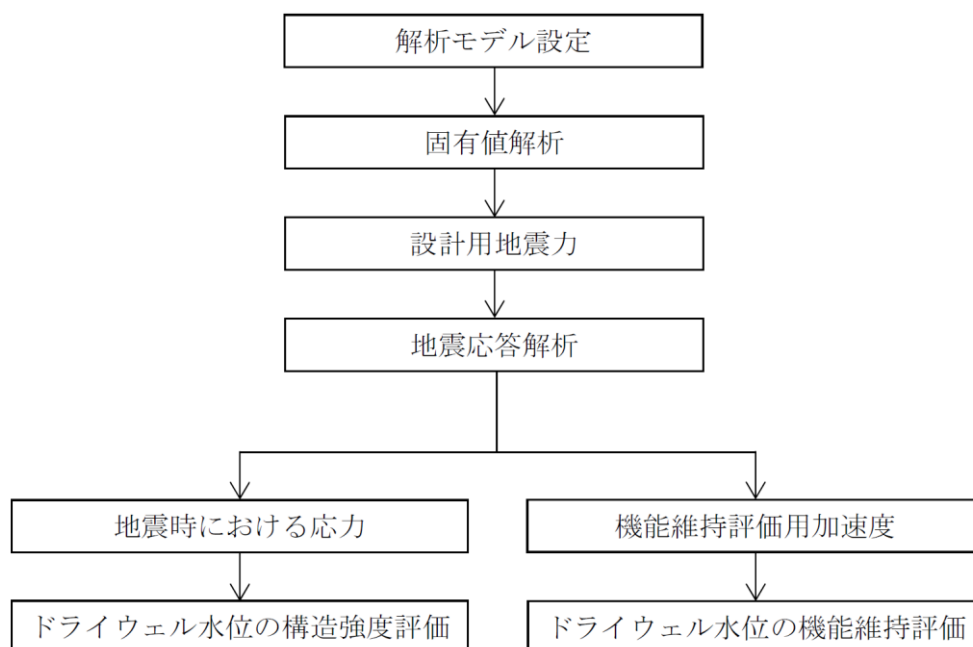 解析モデル設定
固有値解析
設計用地震力
地震応答解析
地震時における応力
機能維持評価用加速度
ドライウェル水位の構造強度評価
ドライウェル水位の機能維持評価